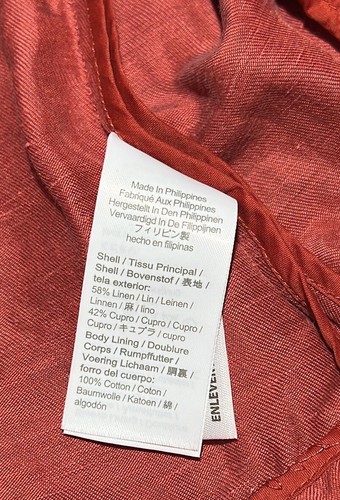 Made In Philippines
Fabriqué Aux Philippines
Hergestellt In Den Philippinen
Vervaardigd In De Filippijnen
フィリピン製
hecho en filipinas
Shell / Tissu Principal /
Shell / Bovenstof / 表地 /
tela exterior:
58% Linen / Lin / Leinen /
Linnen / 麻 / lino
42% Cupro / Cupro / Cupro /
Cupro / キュプラ / cupro
Body Lining / Doublure
Corps / Rumpffutter /
Voering Lichaam / 胴裏 /
forro del cuerpo:
100% Cotton / Coton /
Baumwolle / Katoen / 綿 /
algodón
ENLEVER